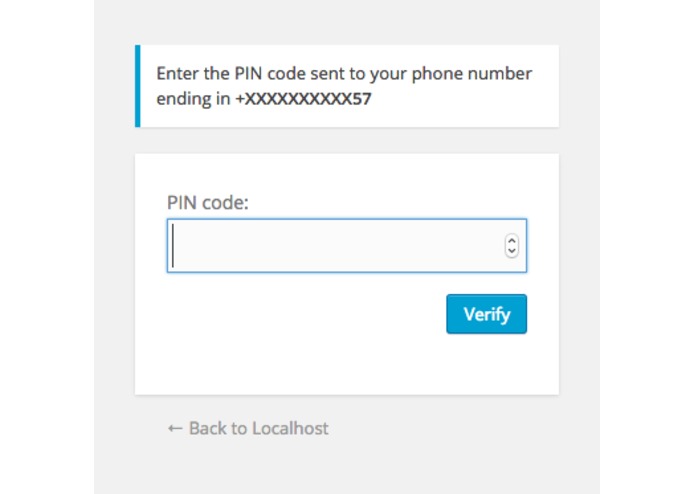 Enter the PIN code sent to your phone number
ending in +XXXXXXXXXX57
PIN code:
Verify
← Back to Localhost